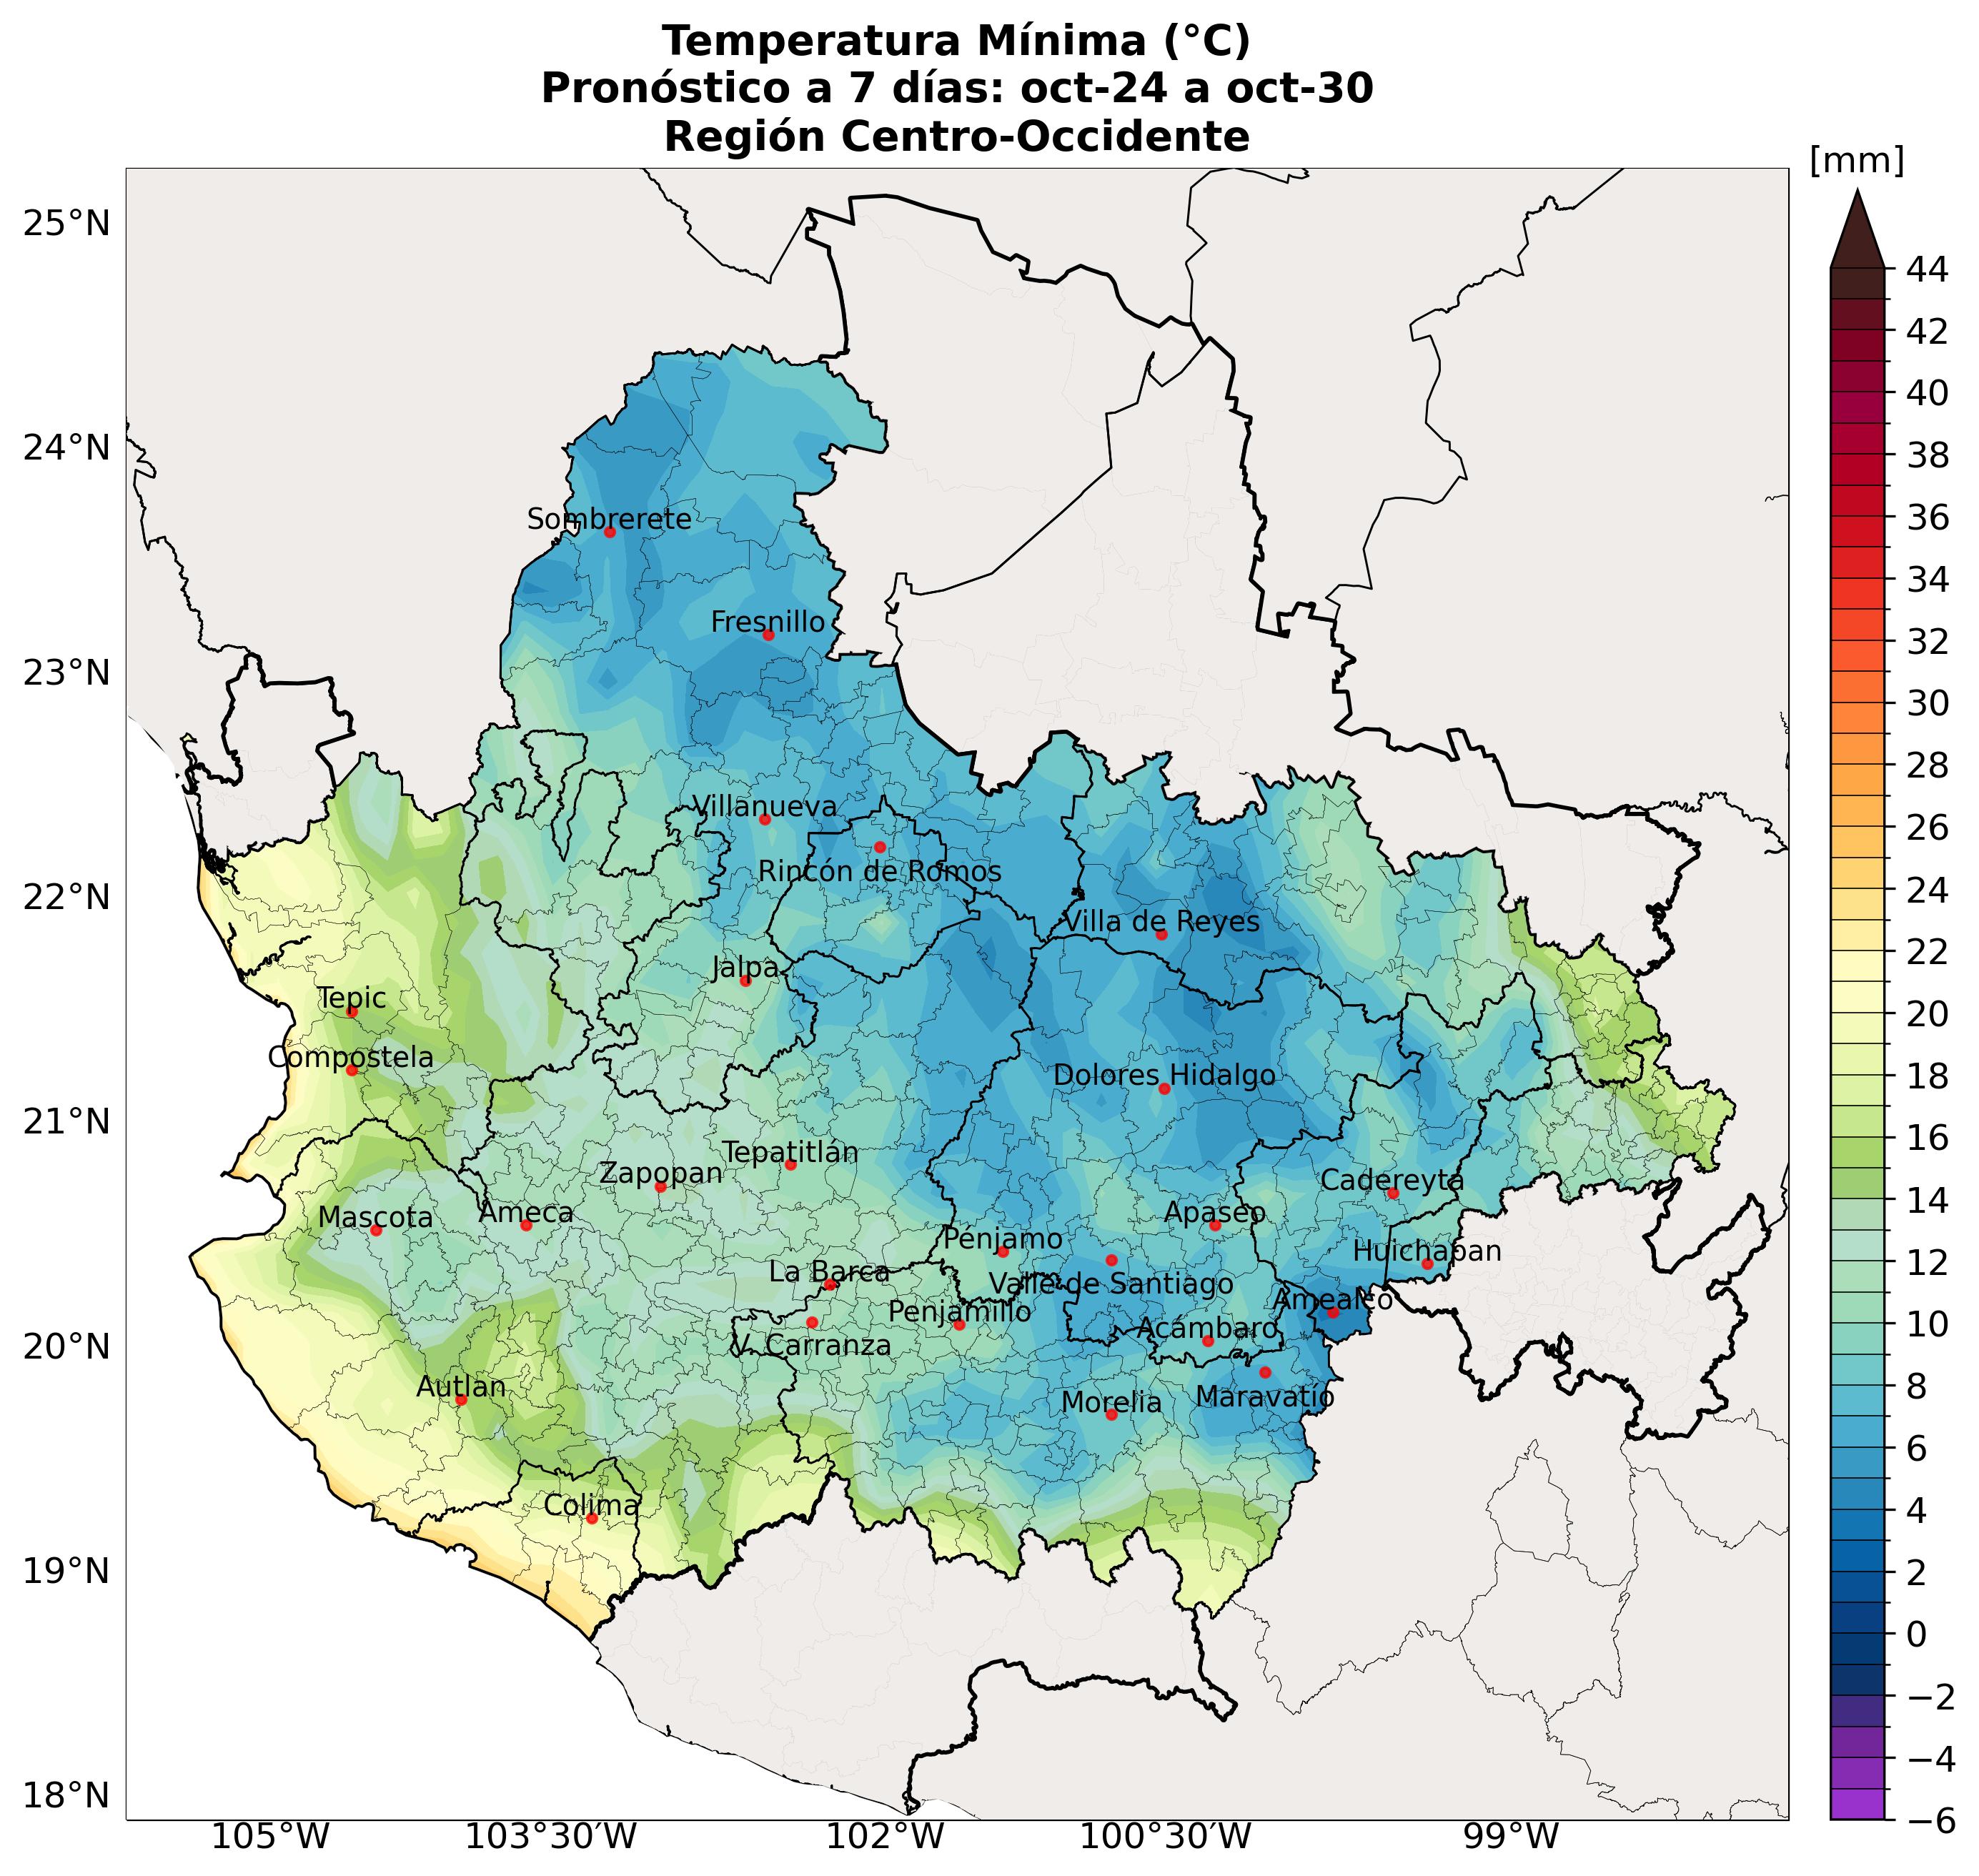 Temperatura Mínima (°C)
Pronóstico a 7 días: oct-24 a oct-30
Región Centro-Occidente
[mm]
25°N
24°N
23°N
22°N
21°N
20°N
19°N
18°N
105°W
103°30'W
102°W
100°30'W
99°W
44
42
40
38
36
34
32
30
28
26
24
22
20
18
16
14
12
10
8
6
4
2
0
−2
−4
−6
Sombrerete
Fresnillo
Villanueva
Rincón de Romos
Villa de Reyes
Jalpa
Tepic
Compostela
Dolores Hidalgo
Tepatitlán
Zapopan
Cadereyta
Mascota
Ameca
Apaseo
Pénjamo
Huichapan
La Barca
Valle de Santiago
Amealco
Penjamillo
Acámbaro
V. Carranza
Autlan
Morelia
Maravatío
Colima